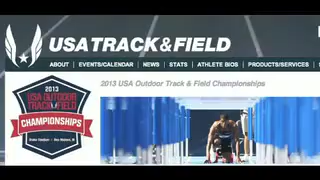 USATRACK&FIELD
ABOUT | EVENTS/CALENDAR | NEWS | STATS | ATHLETE BIOS | PRODUCTS/SERVICES
2013 USA Outdoor Track & Field Championships
2013
USA OUTDOOR
TRACK & FIELD
CHAMPIONSHIPS